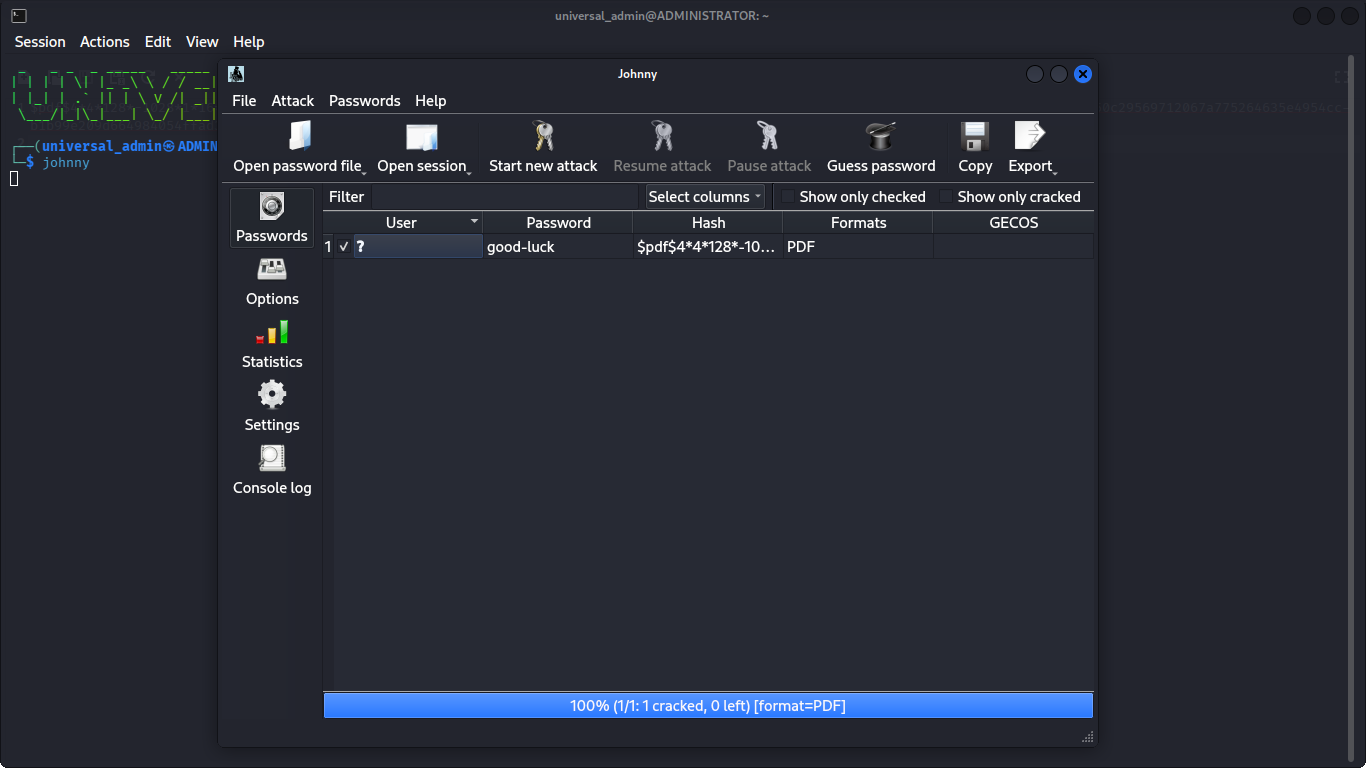 universal_admin@ADMINISTRATOR: ~
Session Actions Edit View Help
Johnny
File Attack Passwords Help
(universal_admin㉿ADMIN
$ johnny
Open password file Open session Start new attack Resume attack Pause attack Guess password Copy Export
Filter Select columns Show only checked Show only cracked
Passwords
Options
Statistics
Settings
Console log
User Password Hash Formats GECOS
1 ✓ ? good-luck $pdf$4*4*128*-10... PDF
100% (1/1: 1 cracked, 0 left) [format=PDF]